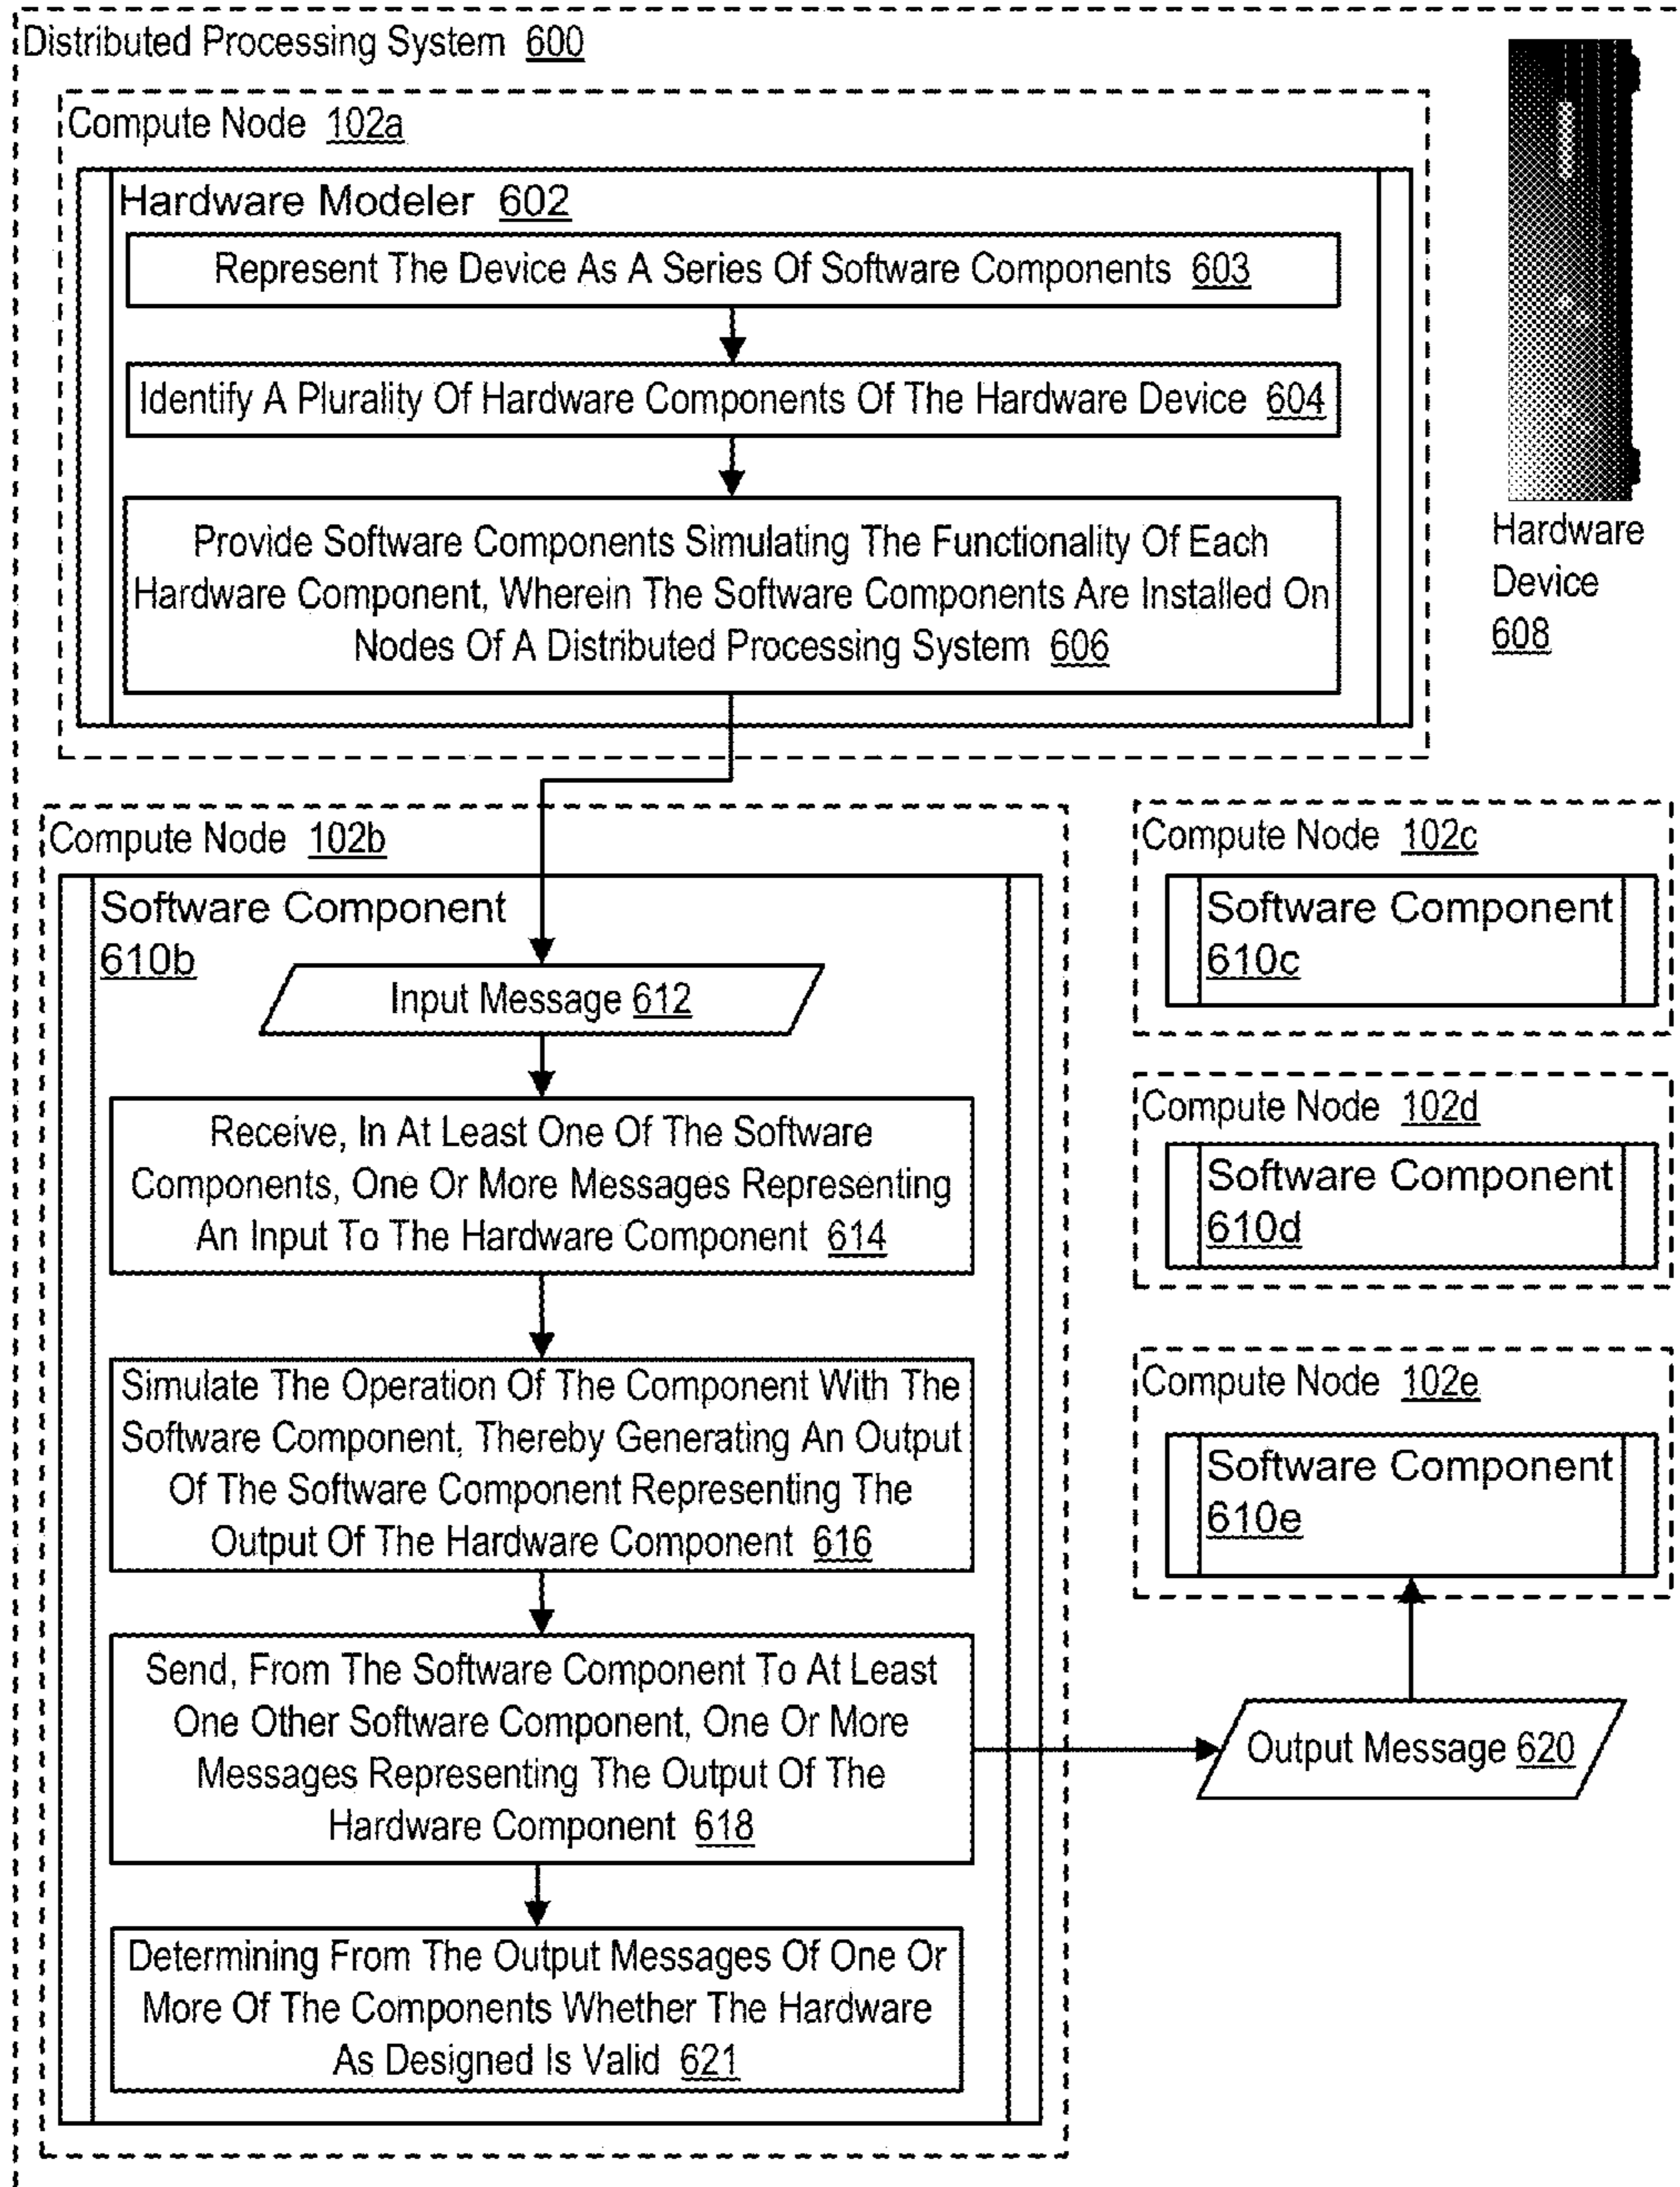 Distributed Processing System 600
Compute Node 102a
Hardware Modeler 602
Represent The Device As A Series Of Software Components 603
Identify A Plurality Of Hardware Components Of The Hardware Device 604
Provide Software Components Simulating The Functionality Of Each
Hardware Component, Wherein The Software Components Are Installed On
Nodes Of A Distributed Processing System 606
Hardware
Device
608
Compute Node 102b
Software Component
610b
Input Message 612
Receive, In At Least One Of The Software
Components, One Or More Messages Representing
An Input To The Hardware Component 614
Simulate The Operation Of The Component With The
Software Component, Thereby Generating An Output
Of The Software Component Representing The
Output Of The Hardware Component 616
Send, From The Software Component To At Least
One Other Software Component, One Or More
Messages Representing The Output Of The
Hardware Component 618
Determining From The Output Messages Of One Or
More Of The Components Whether The Hardware
As Designed Is Valid 621
Compute Node 102c
Software Component
610c
Compute Node 102d
Software Component
610d
Compute Node 102e
Software Component
610e
Output Message 620